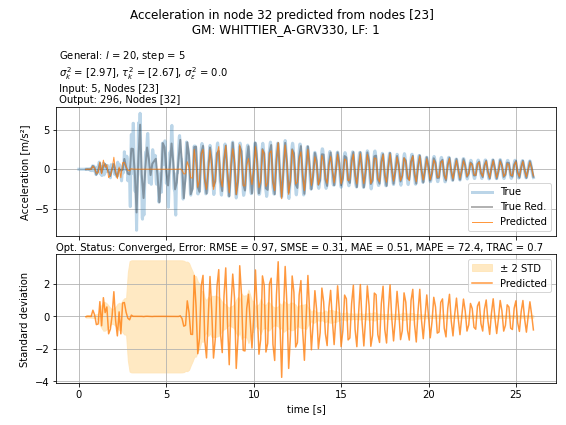 Acceleration in node 32 predicted from nodes [23]
GM: WHITTIER_A-GRV330, LF: 1
General: l = 20, step = 5
σ_k² = [2.97], τ_k² = [2.67], σ_ε² = 0.0
Input: 5, Nodes [23]
Output: 296, Nodes [32]
Acceleration [m/s²]
5
0
−5
True
True Red.
Predicted
Opt. Status: Converged, Error: RMSE = 0.97, SMSE = 0.31, MAE = 0.51, MAPE = 72.4, TRAC = 0.7
Standard deviation
2
0
−2
−4
± 2 STD
Predicted
0 5 10 15 20 25
time [s]